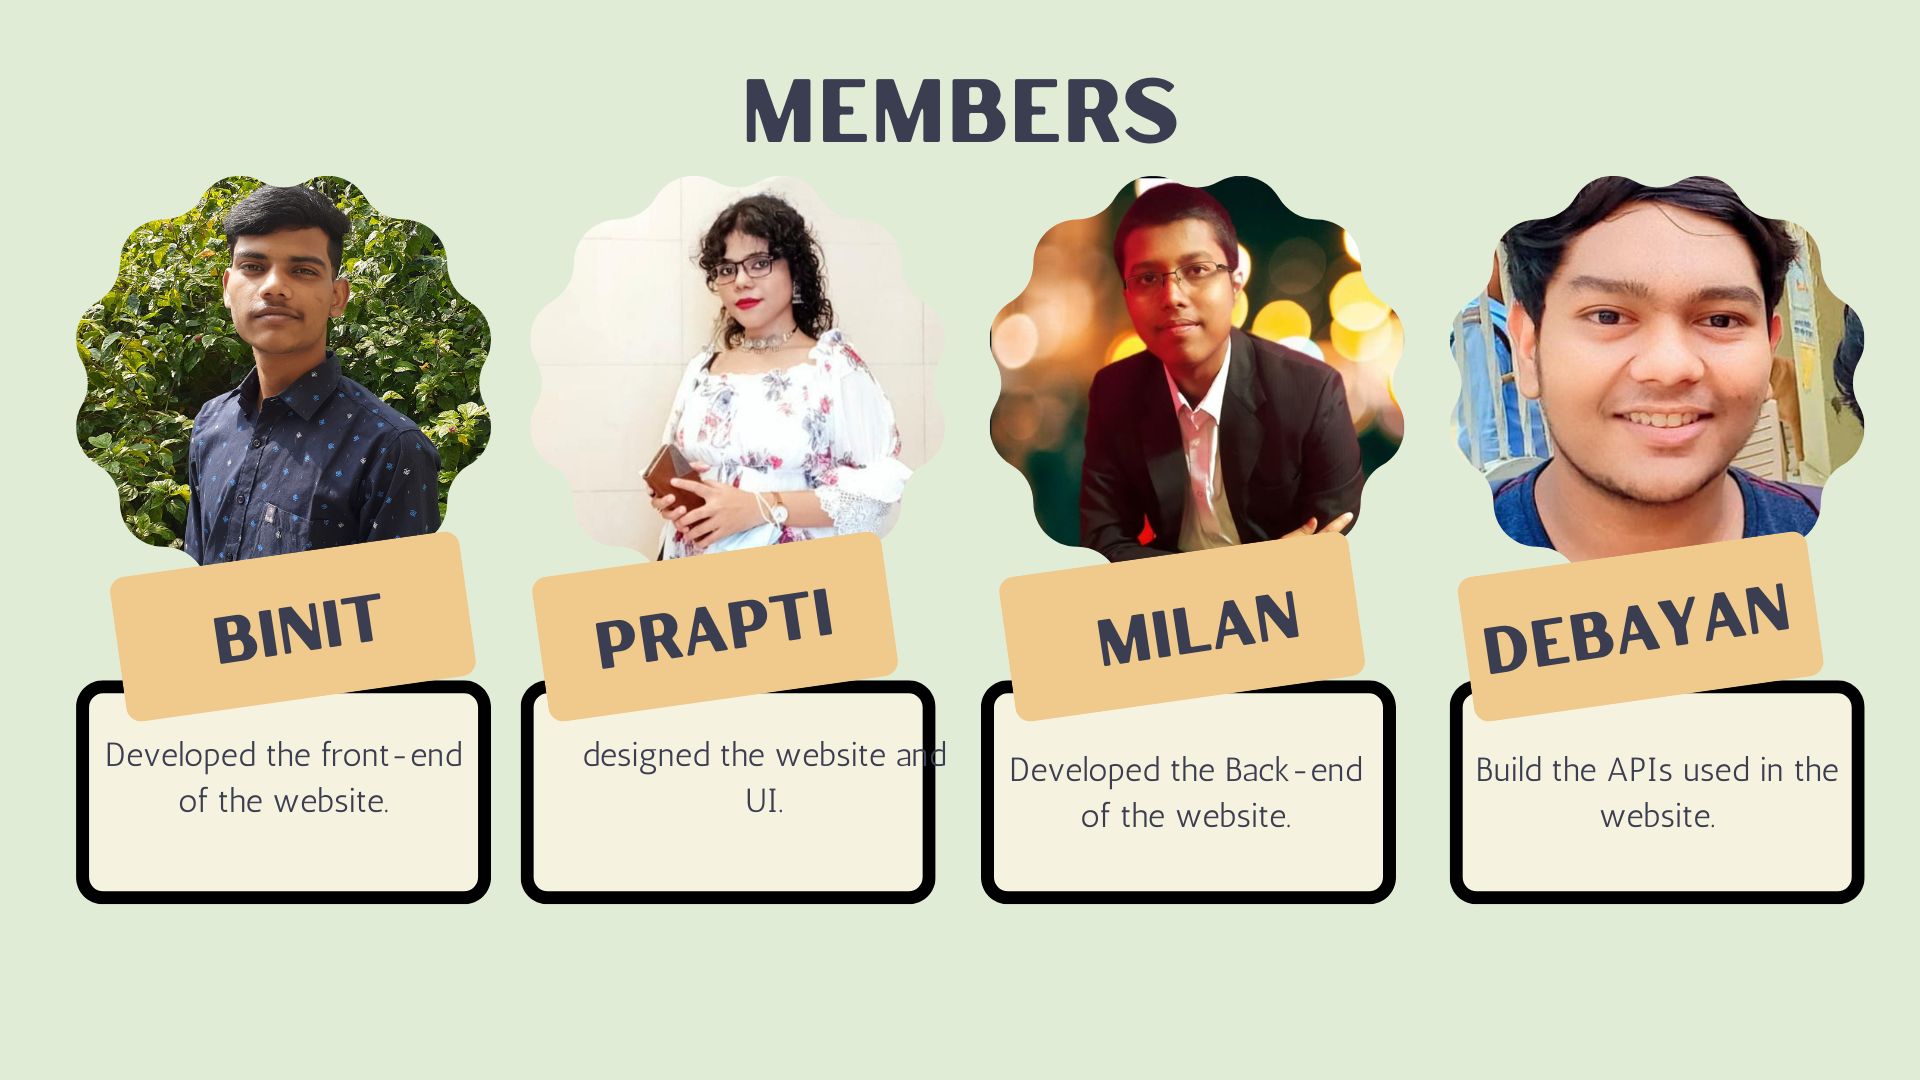 MEMBERS
BINIT
PRAPTI
MILAN
DEBAYAN
Developed the front-end
of the website.
designed the website and
UI.
Developed the Back-end
of the website.
Build the APIs used in the
website.